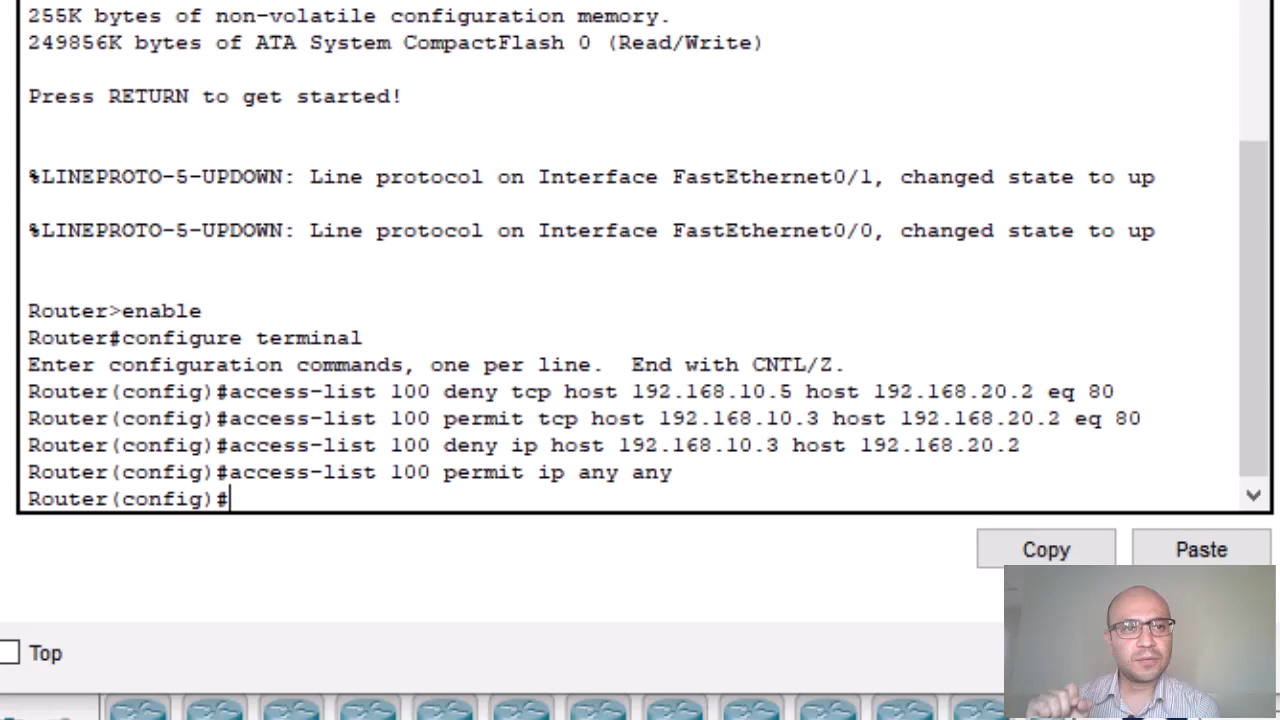 255K bytes of non-volatile configuration memory.
249856K bytes of ATA System CompactFlash 0 (Read/Write)
Press RETURN to get started!
%LINEPROTO-5-UPDOWN: Line protocol on Interface FastEthernet0/1, changed state to up
%LINEPROTO-5-UPDOWN: Line protocol on Interface FastEthernet0/0, changed state to up
Router>enable
Router#configure terminal
Enter configuration commands, one per line.  End with CNTL/Z.
Router(config)#access-list 100 deny tcp host 192.168.10.5 host 192.168.20.2 eq 80
Router(config)#access-list 100 permit tcp host 192.168.10.3 host 192.168.20.2 eq 80
Router(config)#access-list 100 deny ip host 192.168.10.3 host 192.168.20.2
Router(config)#access-list 100 permit ip any any
Router(config)#
Copy
Paste
Top